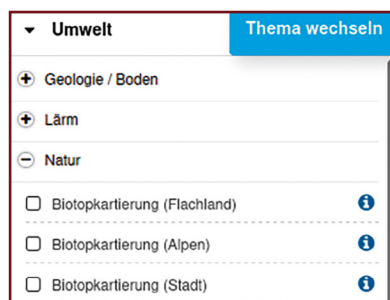 Umwelt Thema wechseln
Geologie / Boden
Lärm
Natur
Biotopkartierung (Flachland)
Biotopkartierung (Alpen)
Biotopkartierung (Stadt)